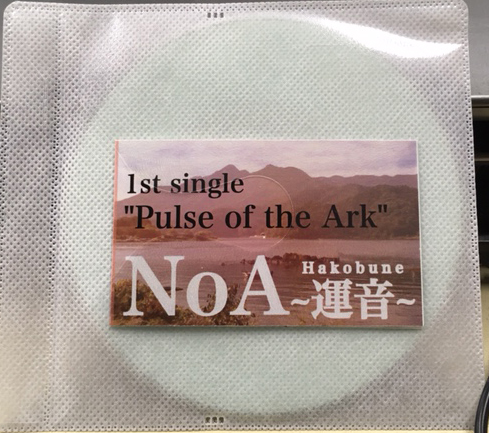 1st single
"Pulse of the Ark"
Hakobune
NoA~運音~